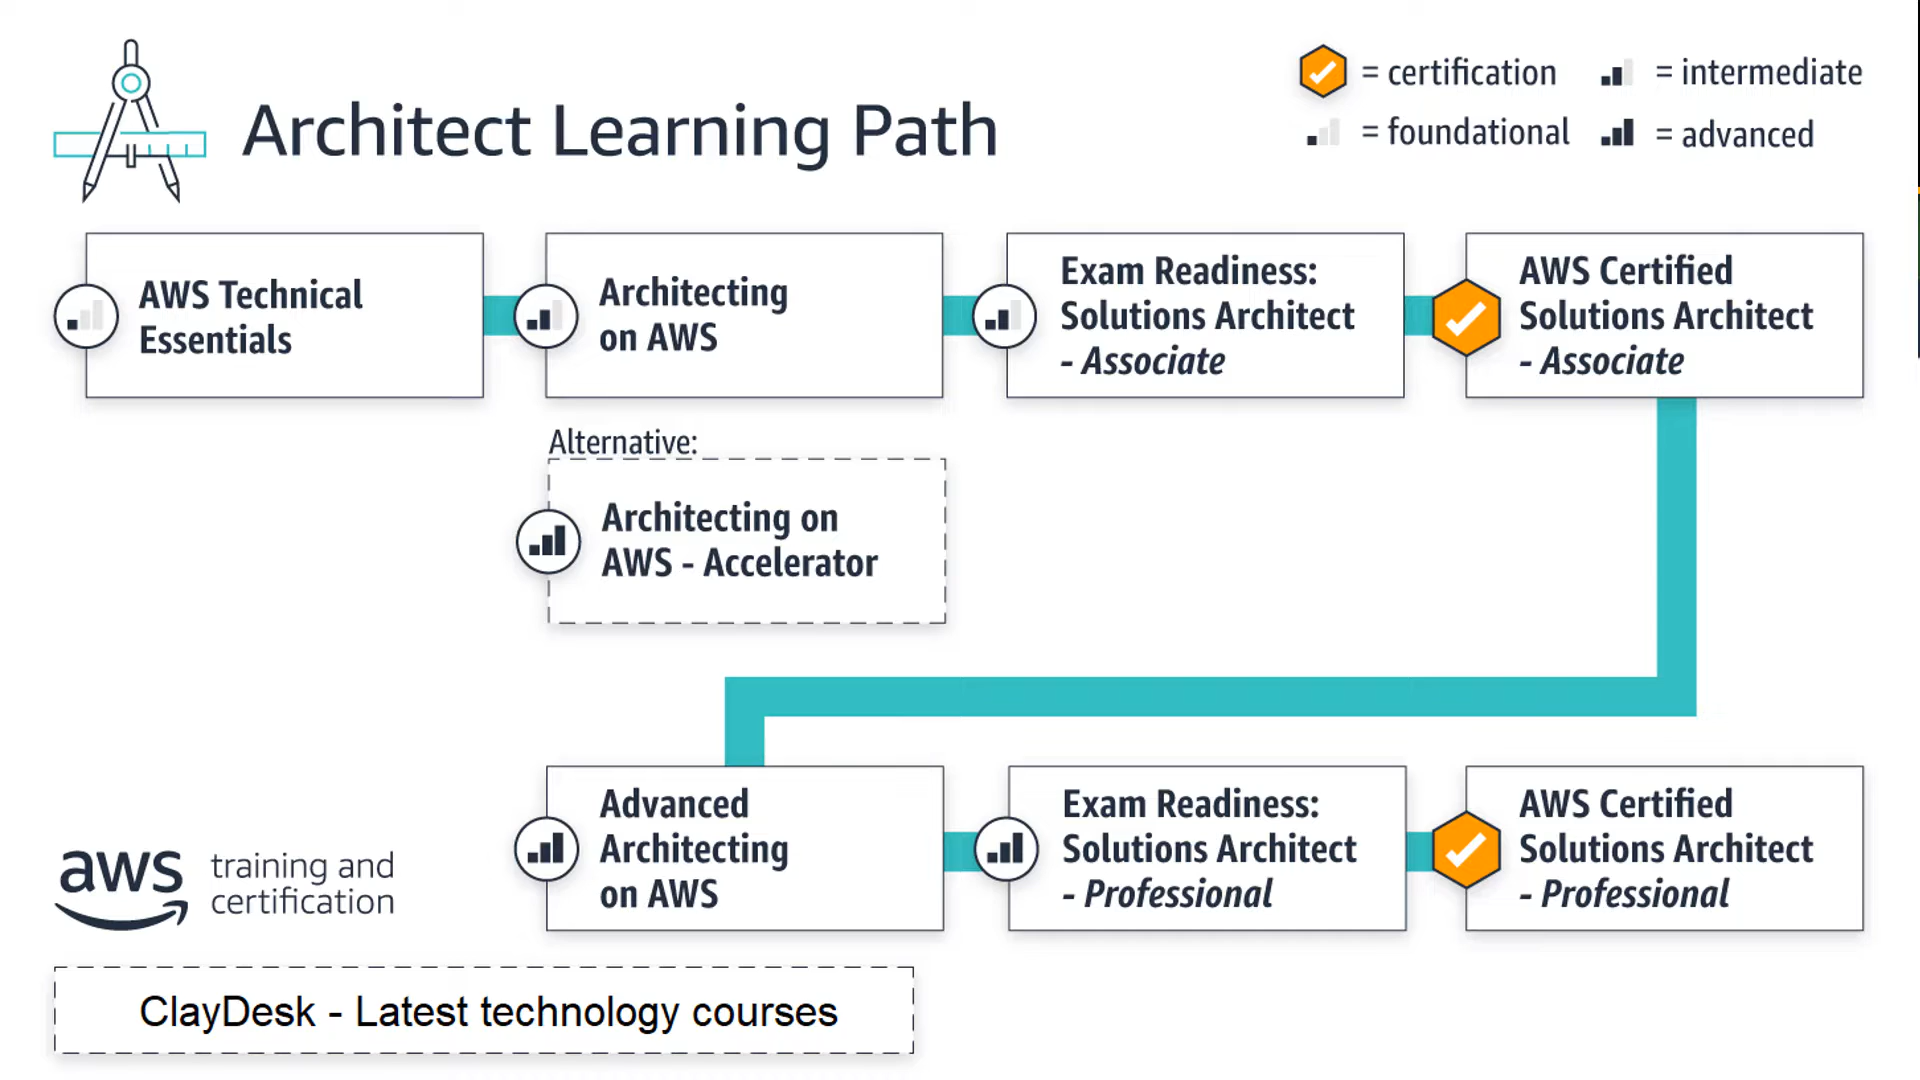 Architect Learning Path
= certification
= intermediate
= foundational
= advanced
AWS Technical
Essentials
Architecting
on AWS
Exam Readiness:
Solutions Architect
- Associate
AWS Certified
Solutions Architect
- Associate
Alternative:
Architecting on
AWS - Accelerator
Advanced
Architecting
on AWS
Exam Readiness:
Solutions Architect
- Professional
AWS Certified
Solutions Architect
- Professional
aws training and
certification
ClayDesk - Latest technology courses